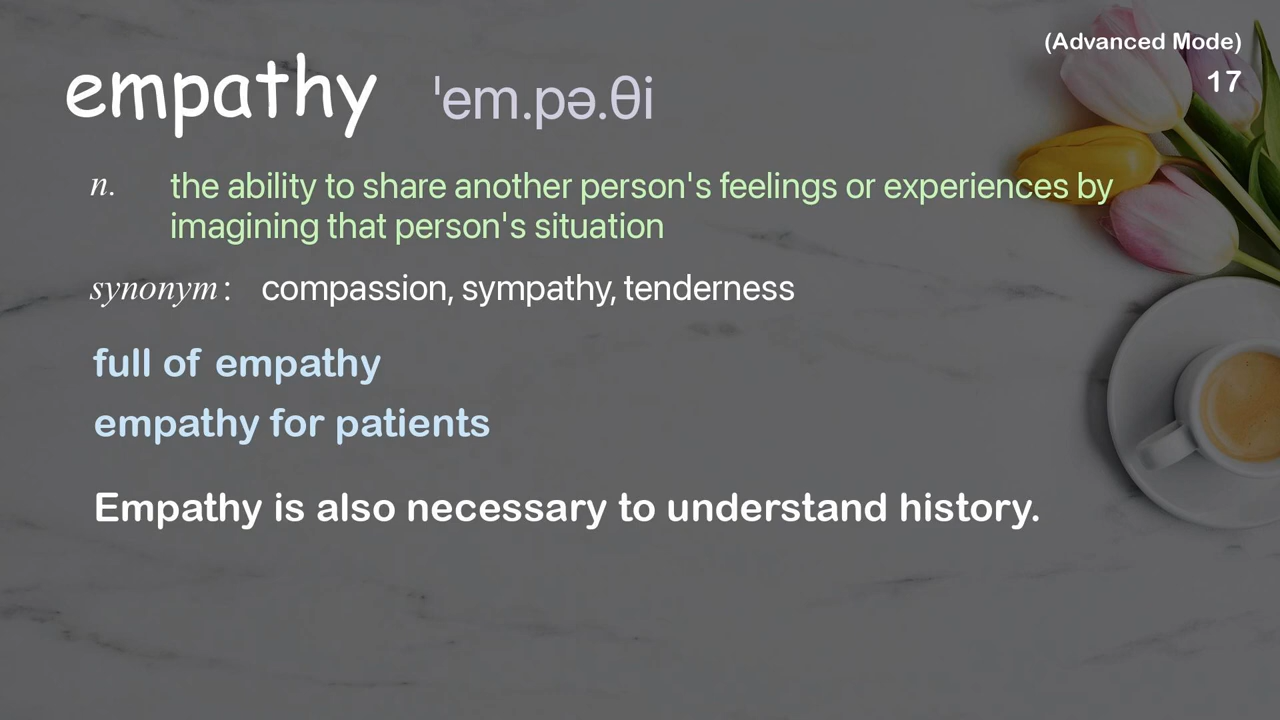 (Advanced Mode)
17
empathy ˈem.pə.θi
n. the ability to share another person's feelings or experiences by
imagining that person's situation
synonym: compassion, sympathy, tenderness
full of empathy
empathy for patients
Empathy is also necessary to understand history.